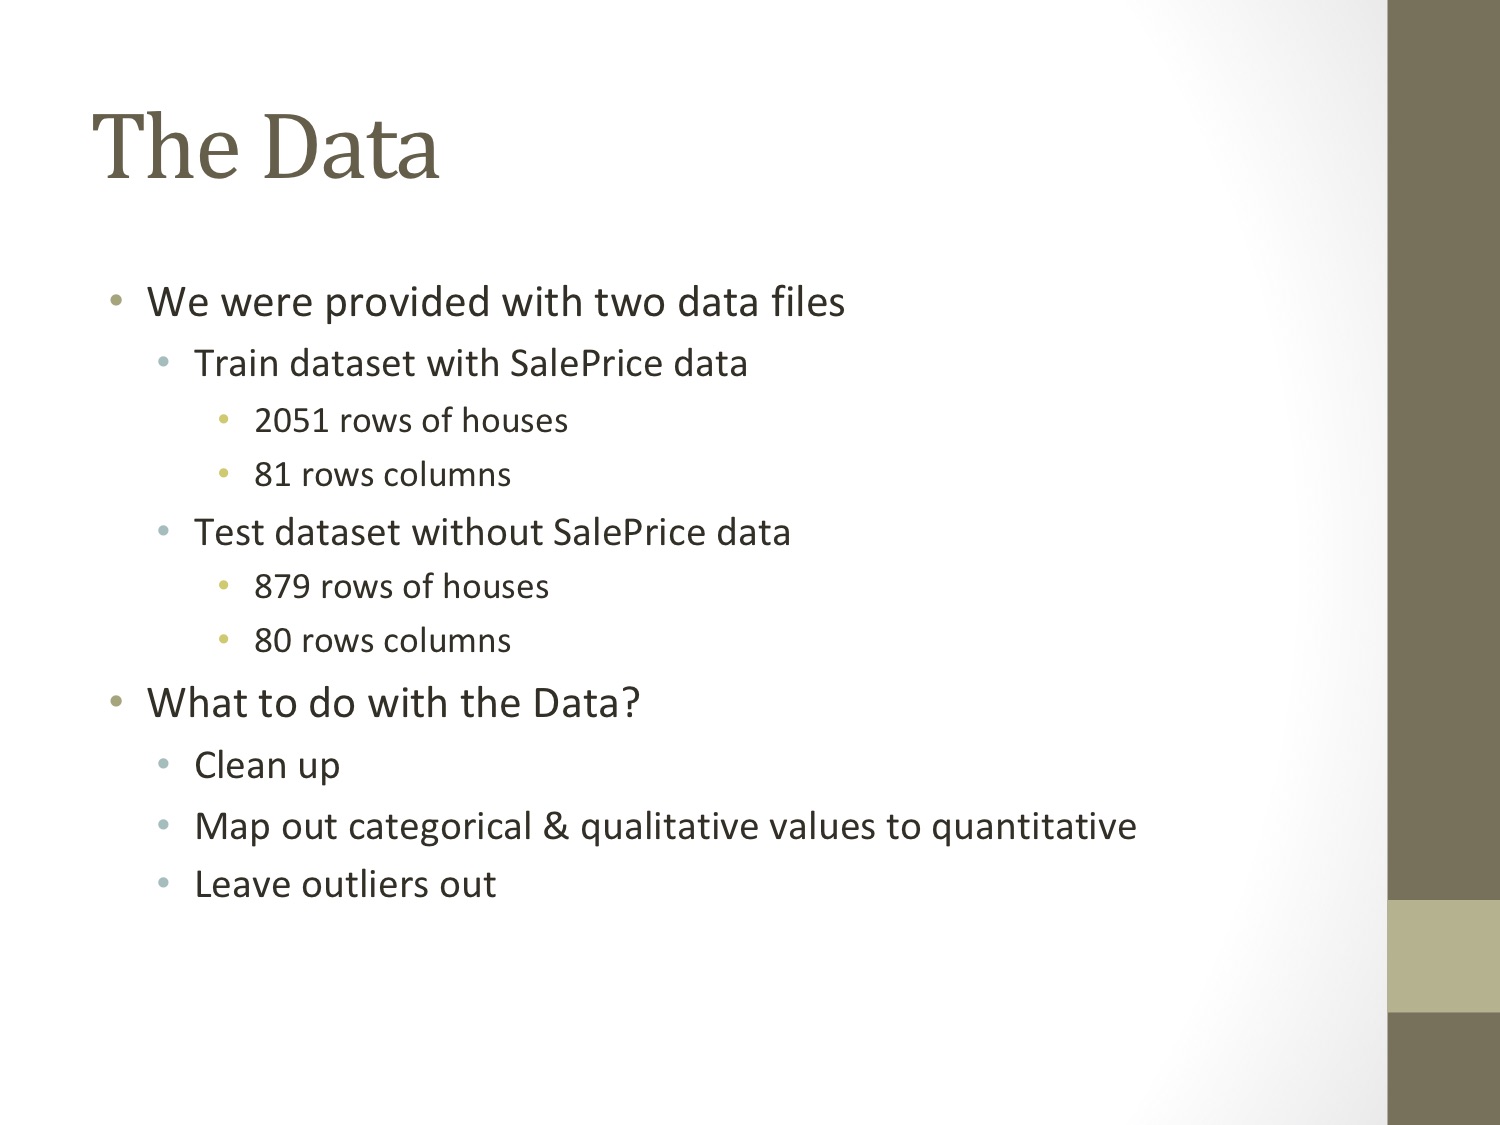 The Data
• We were provided with two data files
• Train dataset with SalePrice data
• 2051 rows of houses
• 81 rows columns
• Test dataset without SalePrice data
• 879 rows of houses
• 80 rows columns
• What to do with the Data?
• Clean up
• Map out categorical & qualitative values to quantitative
• Leave outliers out